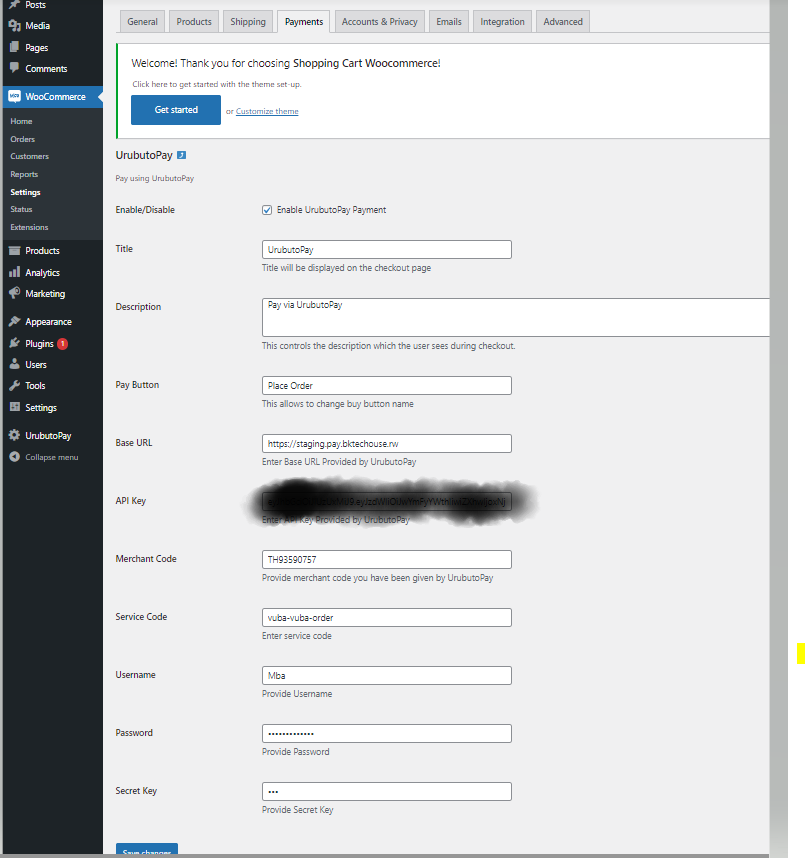 Posts
Media
Pages
Comments
WooCommerce
Home
Orders
Customers
Reports
Settings
Status
Extensions
Products
Analytics
Marketing
Appearance
Plugins 1
Users
Tools
Settings
UrubutoPay
Collapse menu
General Products Shipping Payments Accounts & Privacy Emails Integration Advanced
Welcome! Thank you for choosing Shopping Cart Woocommerce!
Click here to get started with the theme set-up.
Get started or Customize theme
UrubutoPay
Pay using UrubutoPay
Enable/Disable Enable UrubutoPay Payment
Title UrubutoPay
Title will be displayed on the checkout page
Description Pay via UrubutoPay
This controls the description which the user sees during checkout.
Pay Button Place Order
This allows to change buy button name
Base URL https://staging.pay.bktechouse.rw
Enter Base URL Provided by UrubutoPay
API Key
Enter API Key Provided by UrubutoPay
Merchant Code TH93590757
Provide merchant code you have been given by UrubutoPay
Service Code vuba-vuba-order
Enter service code
Username Mba
Provide Username
Password
Provide Password
Secret Key
Provide Secret Key
Save changes